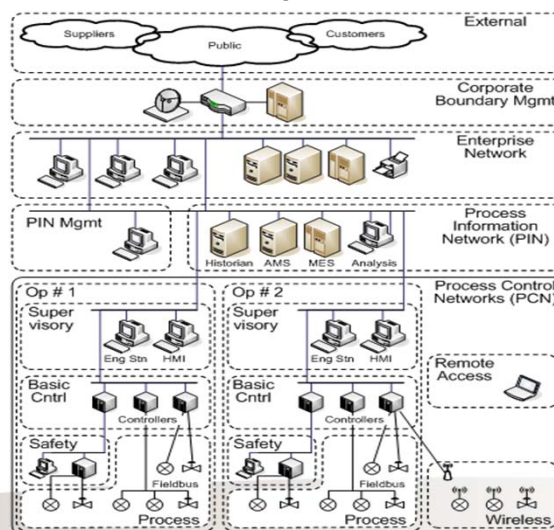 External
Suppliers
Public
Customers
Corporate
Boundary Mgmt
Enterprise
Network
PIN Mgmt
Process
Information
Network (PIN)
Historian
AMS
MES
Analysis
Process Control
Networks (PCN)
Op # 1
Super
visory
Eng Stn
HMI
Basic
Cntrl
Controllers
Safety
Fieldbus
Process
Op # 2
Super
visory
Eng Stn
HMI
Basic
Cntrl
Controllers
Safety
Fieldbus
Process
Remote
Access
Wireless